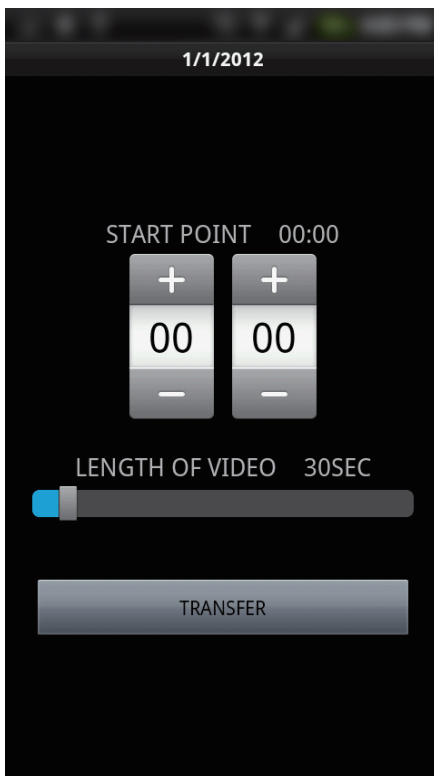 1/1/2012
START POINT 00:00
+ +
00 00
− −
LENGTH OF VIDEO 30SEC
TRANSFER